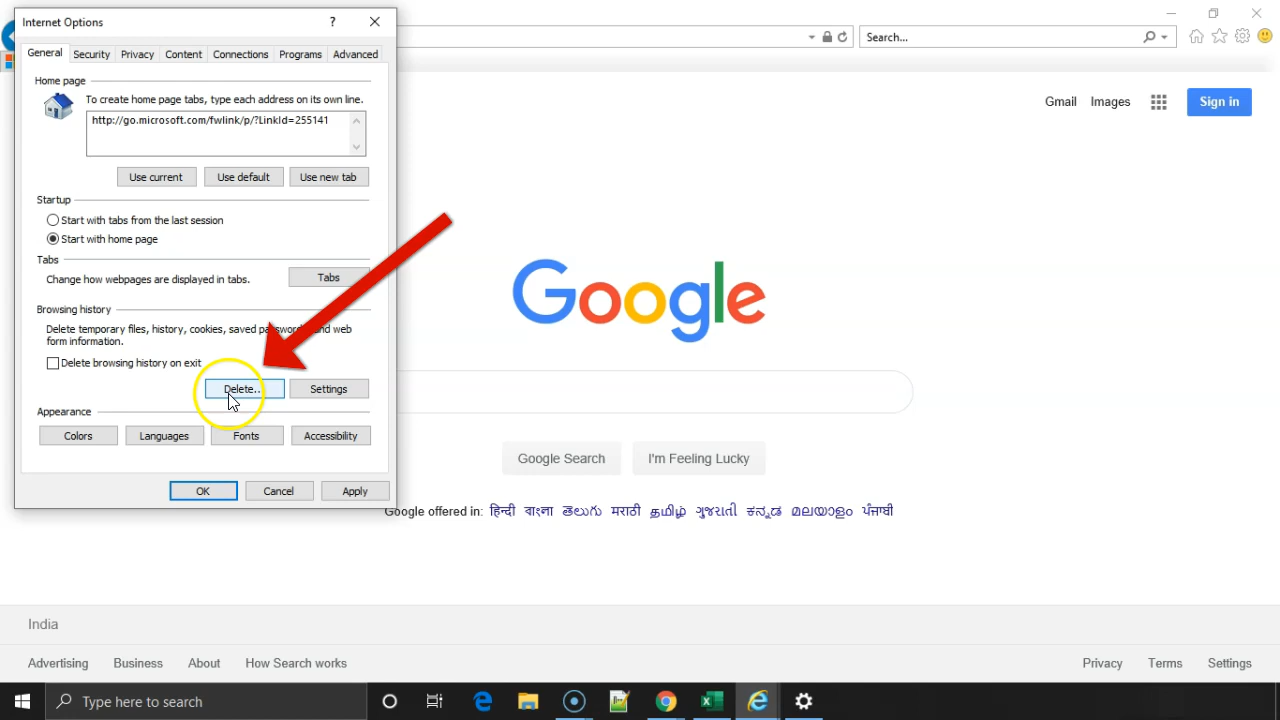 Internet Options
?
General Security Privacy Content Connections Programs Advanced
Home page
To create home page tabs, type each address on its own line.
http://go.microsoft.com/fwlink/p/?LinkId=255141
Use current Use default Use new tab
Startup
Start with tabs from the last session
Start with home page
Tabs
Change how webpages are displayed in tabs.
Tabs
Browsing history
Delete temporary files, history, cookies, saved and web
form information.
Delete browsing history on exit
Delete.. Settings
Appearance
Colors Languages Fonts Accessibility
OK Cancel Apply
Search...
Gmail Images Sign in
Google
Google Search I'm Feeling Lucky
Google offered in: हिन्दी বাংলা తెలుగు मराठी தமிழ் ગુજરાતી ಕನ್ನಡ മലയാളം ਪੰਜਾਬੀ
India
Advertising Business About How Search works Privacy Terms Settings
Type here to search